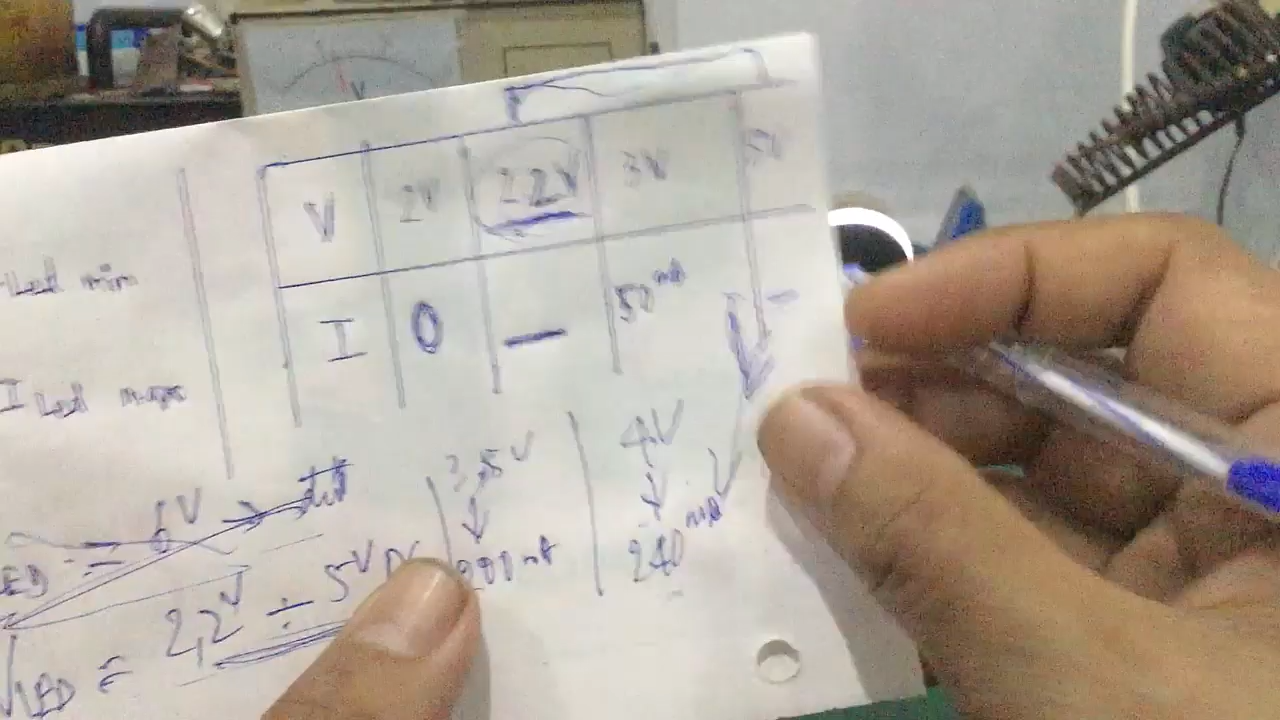 V 2V 2.2V 3V 5V
-Led min
I 0 — 50mA -
I Led max
3,5V 4V
6V
240mA
2,2V ÷ 5V
VLED =